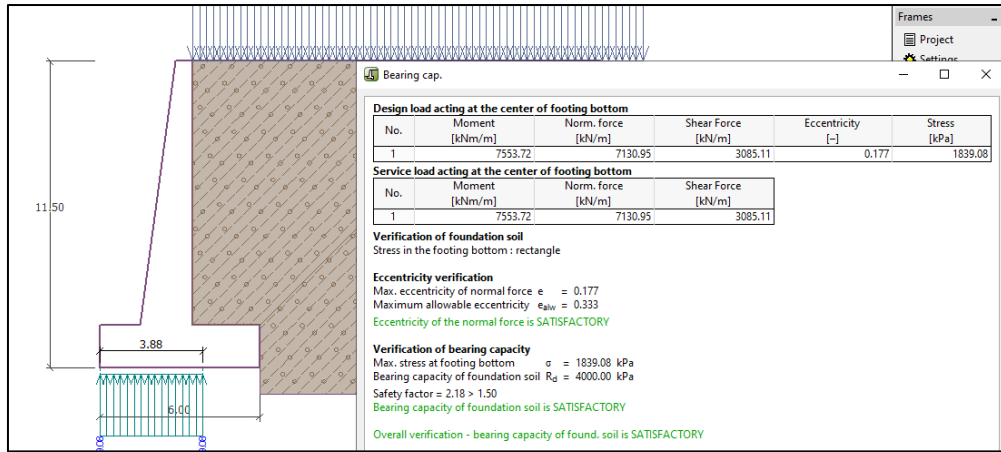 Frames
Project
Settings
11.50
3.88
6.00
Bearing cap.
Design load acting at the center of footing bottom
No. Moment [kNm/m] Norm. force [kN/m] Shear Force [kN/m] Eccentricity [–] Stress [kPa]
1 7553.72 7130.95 3085.11 0.177 1839.08
Service load acting at the center of footing bottom
No. Moment [kNm/m] Norm. force [kN/m] Shear Force [kN/m]
1 7553.72 7130.95 3085.11
Verification of foundation soil
Stress in the footing bottom : rectangle
Eccentricity verification
Max. eccentricity of normal force e = 0.177
Maximum allowable eccentricity e_alw = 0.333
Eccentricity of the normal force is SATISFACTORY
Verification of bearing capacity
Max. stress at footing bottom σ = 1839.08 kPa
Bearing capacity of foundation soil R_d = 4000.00 kPa
Safety factor = 2.18 > 1.50
Bearing capacity of foundation soil is SATISFACTORY
Overall verification - bearing capacity of found. soil is SATISFACTORY